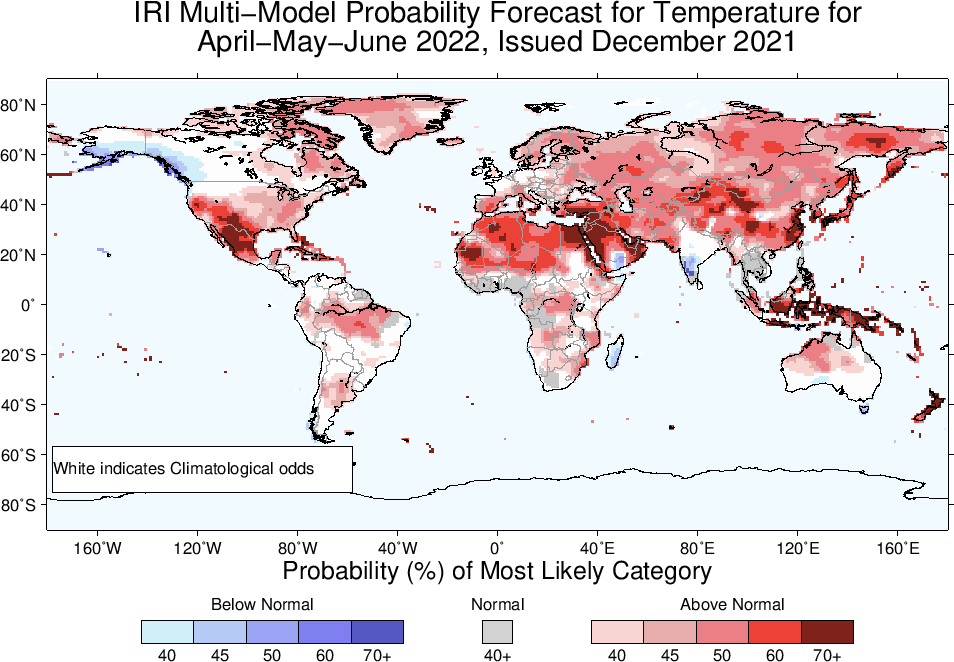 IRI Multi−Model Probability Forecast for Temperature for
April−May−June 2022, Issued December 2021
80˚N
60˚N
40˚N
20˚N
0˚
20˚S
40˚S
60˚S
80˚S
White indicates Climatological odds
160˚W 120˚W 80˚W 40˚W 0˚ 40˚E 80˚E 120˚E 160˚E
Probability (%) of Most Likely Category
Below Normal Normal Above Normal
40 45 50 60 70+ 40+ 40 45 50 60 70+